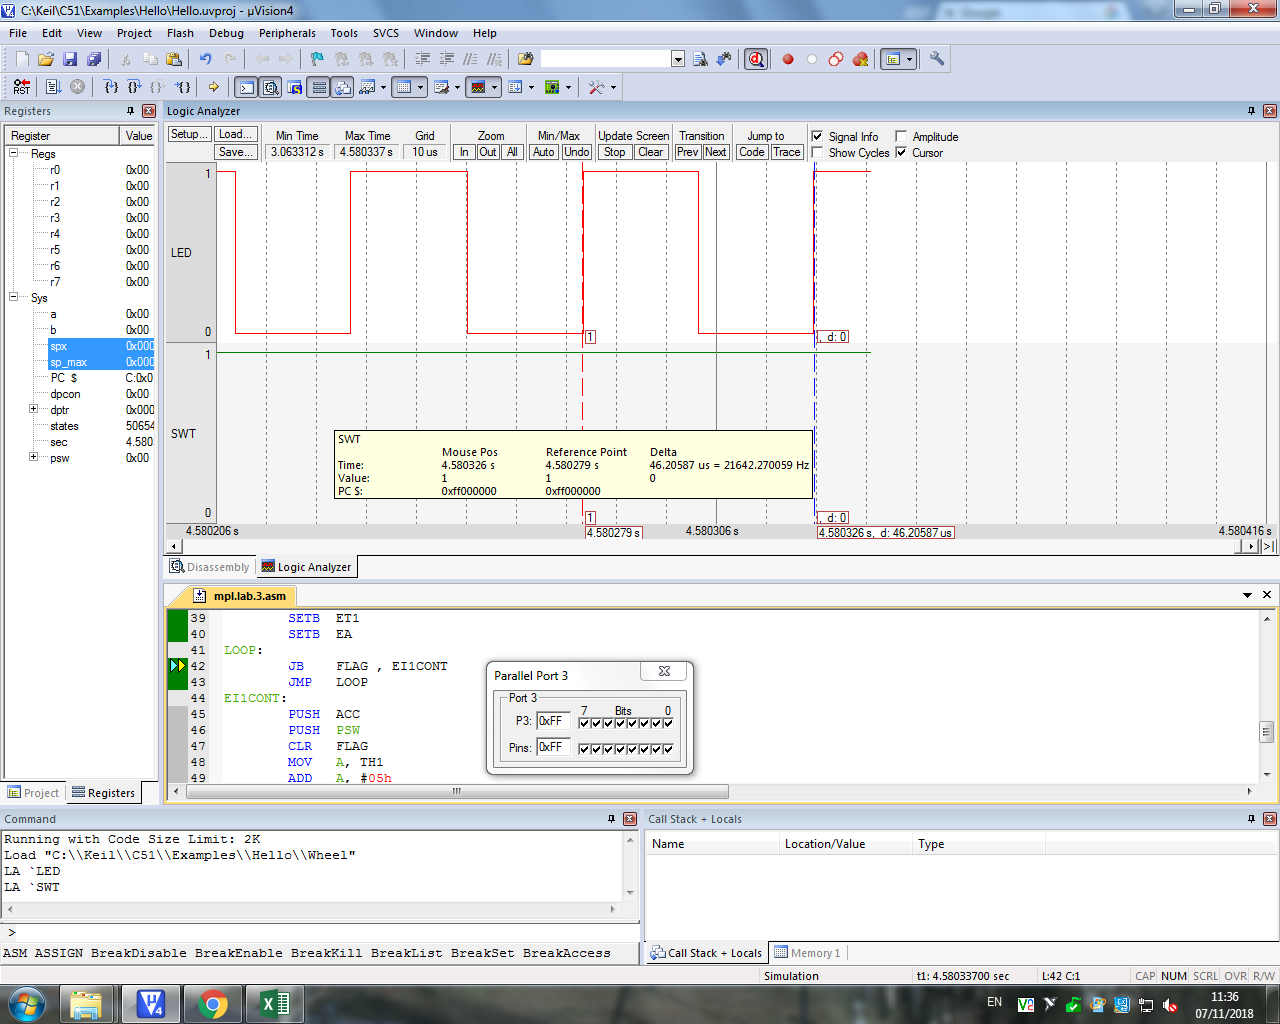 C:\Keil\C51\Examples\Hello\Hello.uvproj - µVision4
File Edit View Project Flash Debug Peripherals Tools SVCS Window Help
Registers
Register Value
Regs
r0 0x00
r1 0x00
r2 0x00
r3 0x00
r4 0x00
r5 0x00
r6 0x00
r7 0x00
Sys
a 0x00
b 0x00
spx 0x000
sp_max 0x000
PC $ C:0x0
dpcon 0x00
dptr 0x000
states 50654
sec 4.580
psw 0x00
Project Registers
Logic Analyzer
Setup... Load... Min Time Max Time Grid Zoom Min/Max Update Screen Transition Jump to Signal Info Amplitude
Save... 3.063312 s 4.580337 s 10 us In Out All Auto Undo Stop Clear Prev Next Code Trace Show Cycles Cursor
1
LED
0 1 , d: 0
1
SWT
SWT
Mouse Pos Reference Point Delta
Time: 4.580326 s 4.580279 s 46.20587 us = 21642.270059 Hz
Value: 1 1 0
PC $: 0xff000000 0xff000000
0 1 , d: 0
4.580206 s 4.580279 s 4.580306 s 4.580326 s, d: 46.20587 us 4.580416 s
Disassembly Logic Analyzer
mpl.lab.3.asm
39 SETB ET1
40 SETB EA
41 LOOP:
42 JB FLAG , EI1CONT
43 JMP LOOP
44 EI1CONT:
45 PUSH ACC
46 PUSH PSW
47 CLR FLAG
48 MOV A, TH1
49 ADD A, #05h
Parallel Port 3
Port 3
7 Bits 0
P3: 0xFF
Pins: 0xFF
Command
Running with Code Size Limit: 2K
Load "C:\\Keil\\C51\\Examples\\Hello\\Wheel"
LA `LED
LA `SWT
>
ASM ASSIGN BreakDisable BreakEnable BreakKill BreakList BreakSet BreakAccess
Call Stack + Locals
Name Location/Value Type
Call Stack + Locals Memory 1
Simulation t1: 4.58033700 sec L:42 C:1 CAP NUM SCRL OVR R/W
EN 11:36
07/11/2018